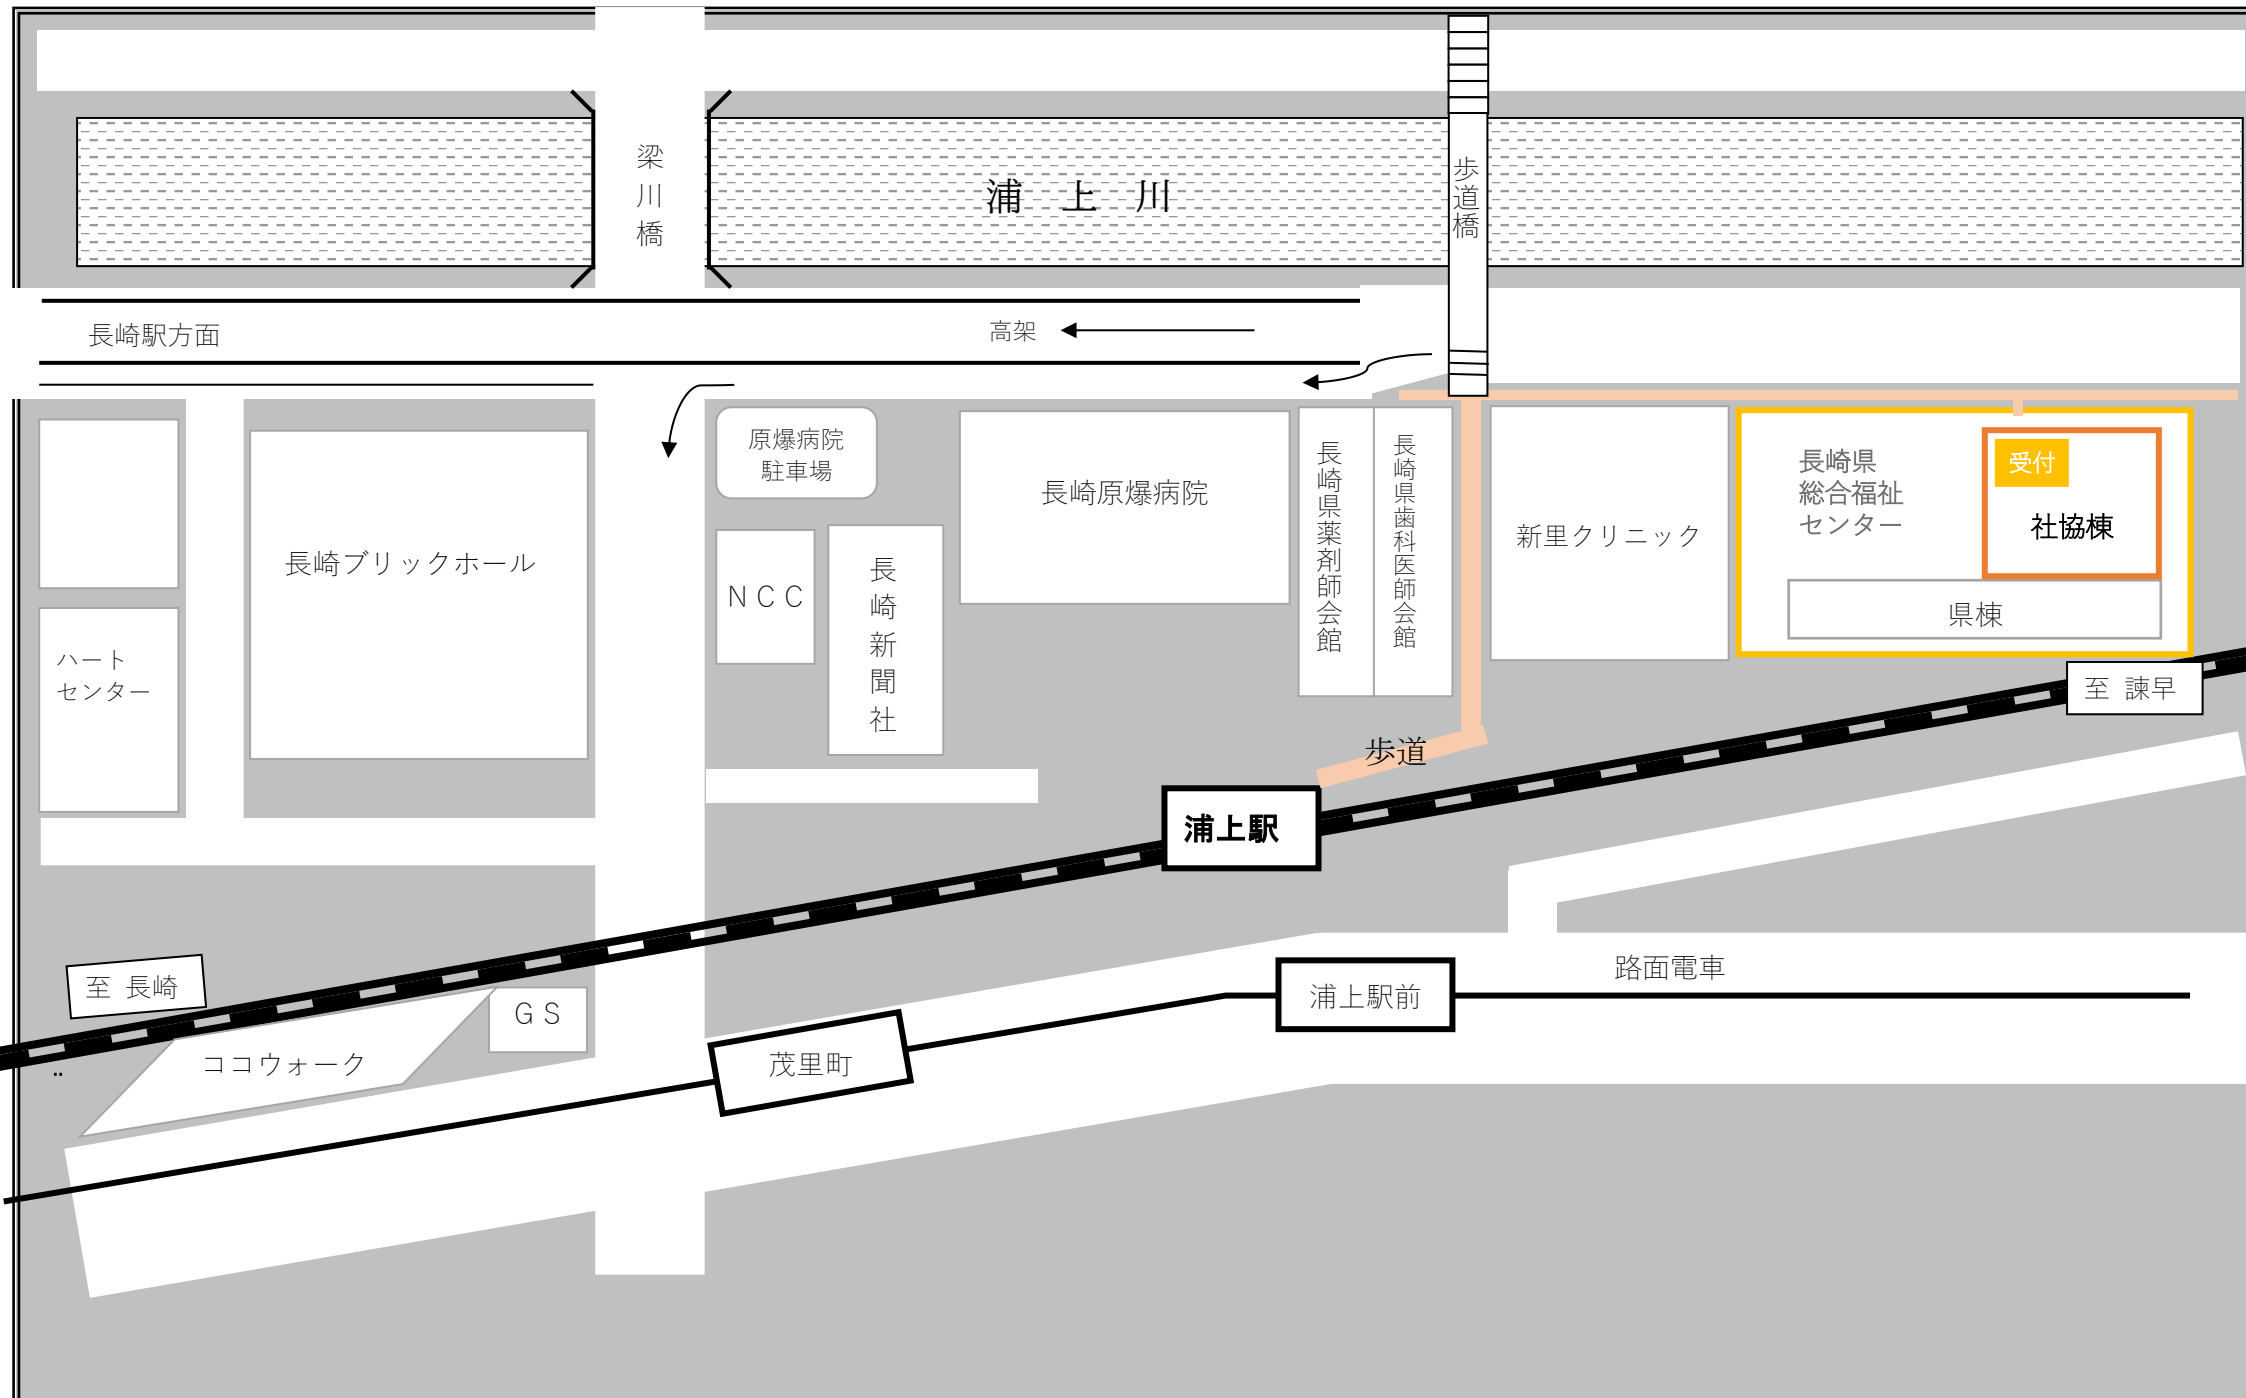 梁川橋
浦 上 川
歩道橋
長崎駅方面
高架
原爆病院
駐車場
長崎原爆病院
長崎県薬剤師会館
長崎県歯科医師会館
新里クリニック
長崎県
総合福祉
センター
受付
社協棟
県棟
長崎ブリックホール
ＮＣＣ
長崎新聞社
ハート
センター
至 諫早
歩道
浦上駅
至 長崎
ＧＳ
ココウォーク
茂里町
浦上駅前
路面電車